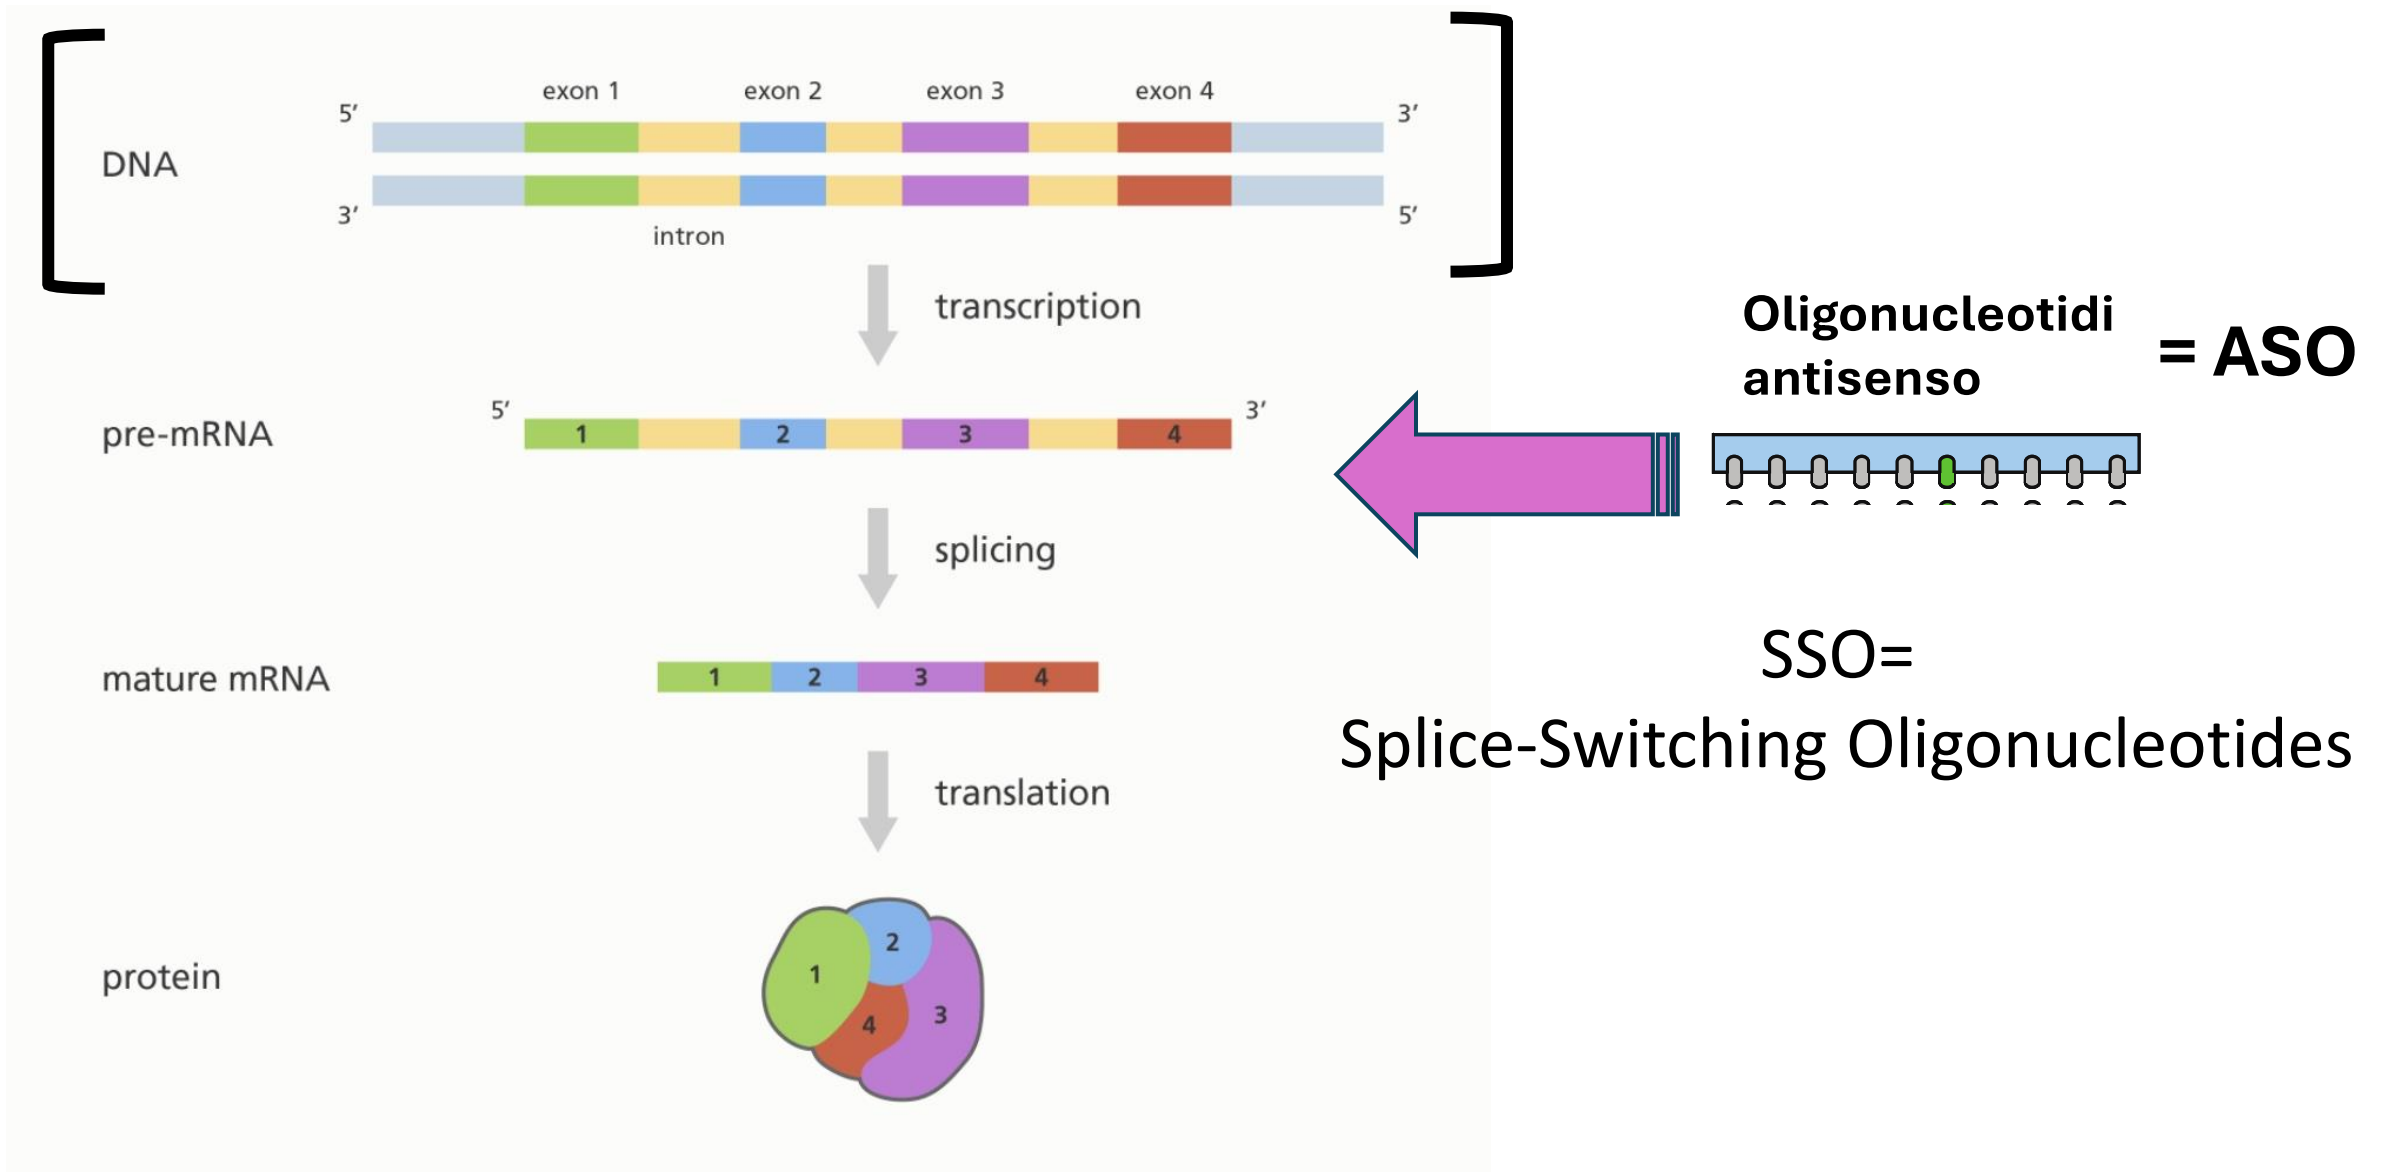 exon 1
exon 2
exon 3
exon 4
5’
3’
DNA
3’
5’
intron
transcription
Oligonucleotidi
antisenso
= ASO
5’
3’
pre-mRNA
1
2
3
4
splicing
SSO=
Splice-Switching Oligonucleotides
mature mRNA
1
2
3
4
translation
protein
1
2
3
4